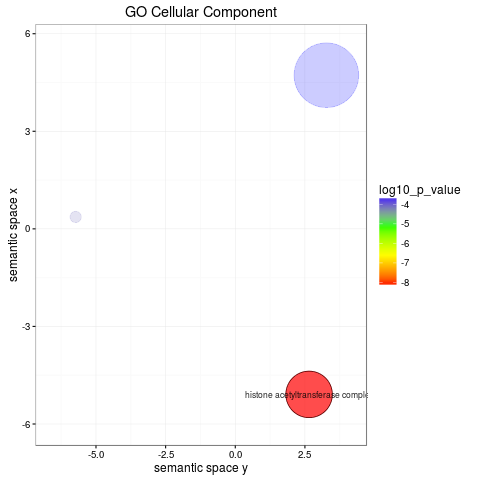 GO Cellular Component
6
3
0
-3
-6
semantic space x
histone acetyltransferase comple
-5.0
-2.5
0.0
2.5
semantic space y
log10_p_value
-4
-5
-6
-7
-8